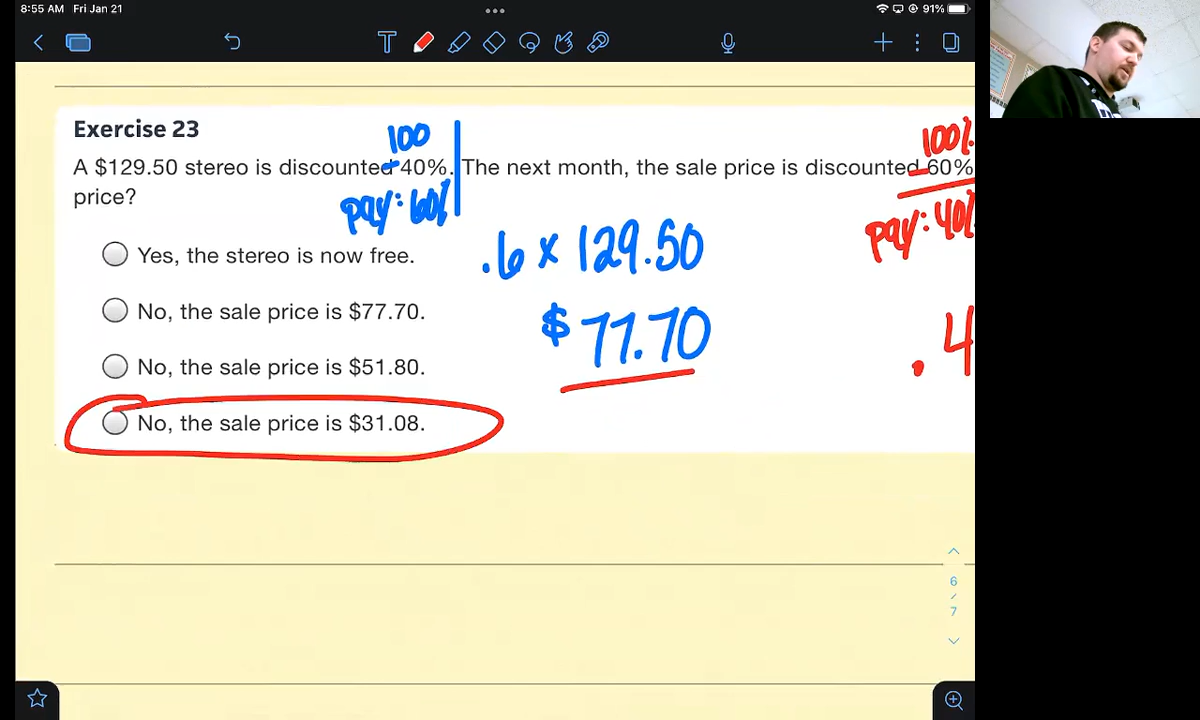 8:55 AM Fri Jan 21
91%
T
Exercise 23
100
100%
A $129.50 stereo is discounted 40%. The next month, the sale price is discounted 60%
price?
- pay: 60%
- pay: 40%
Yes, the stereo is now free.
.6 x 129.50
No, the sale price is $77.70.
$77.70
.4
No, the sale price is $51.80.
No, the sale price is $31.08.
6
/
7